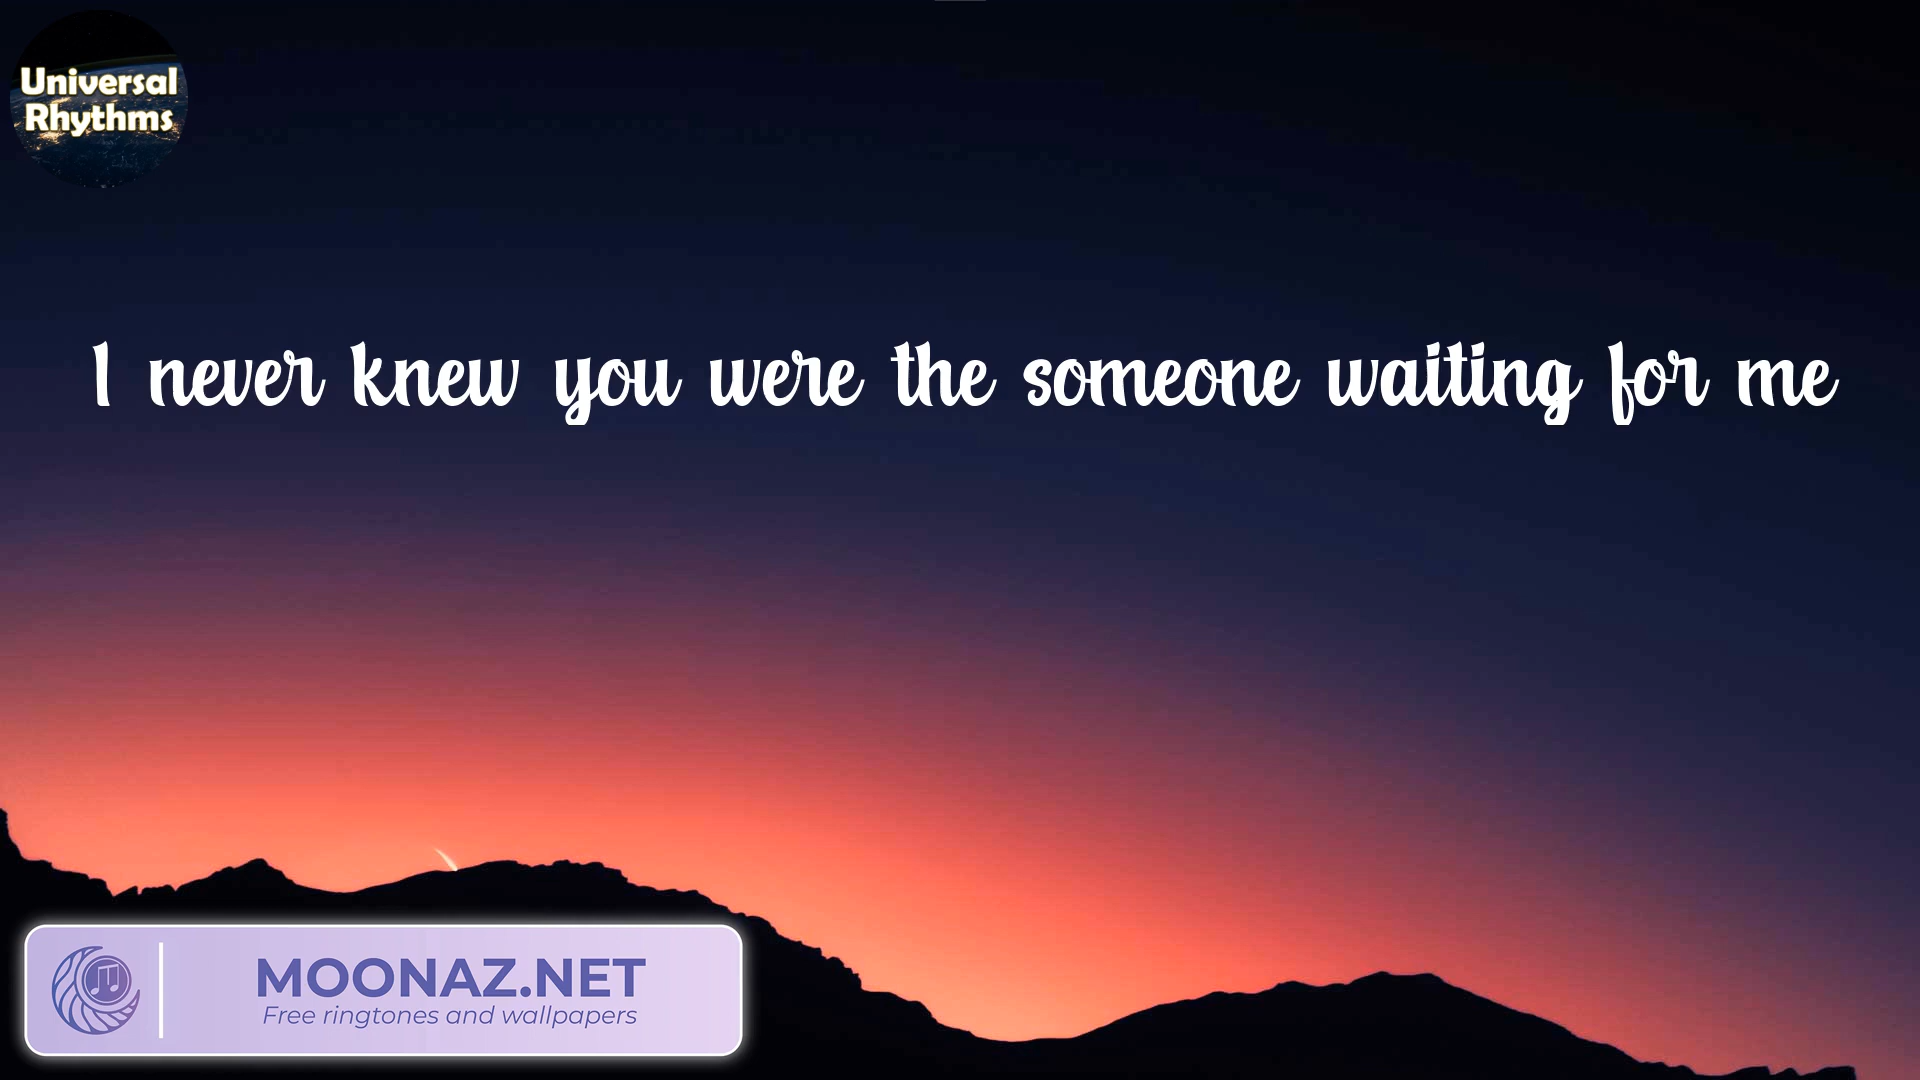 Universal
Rhythms
I never knew you were the someone waiting for me
MOONAZ.NET
Free ringtones and wallpapers